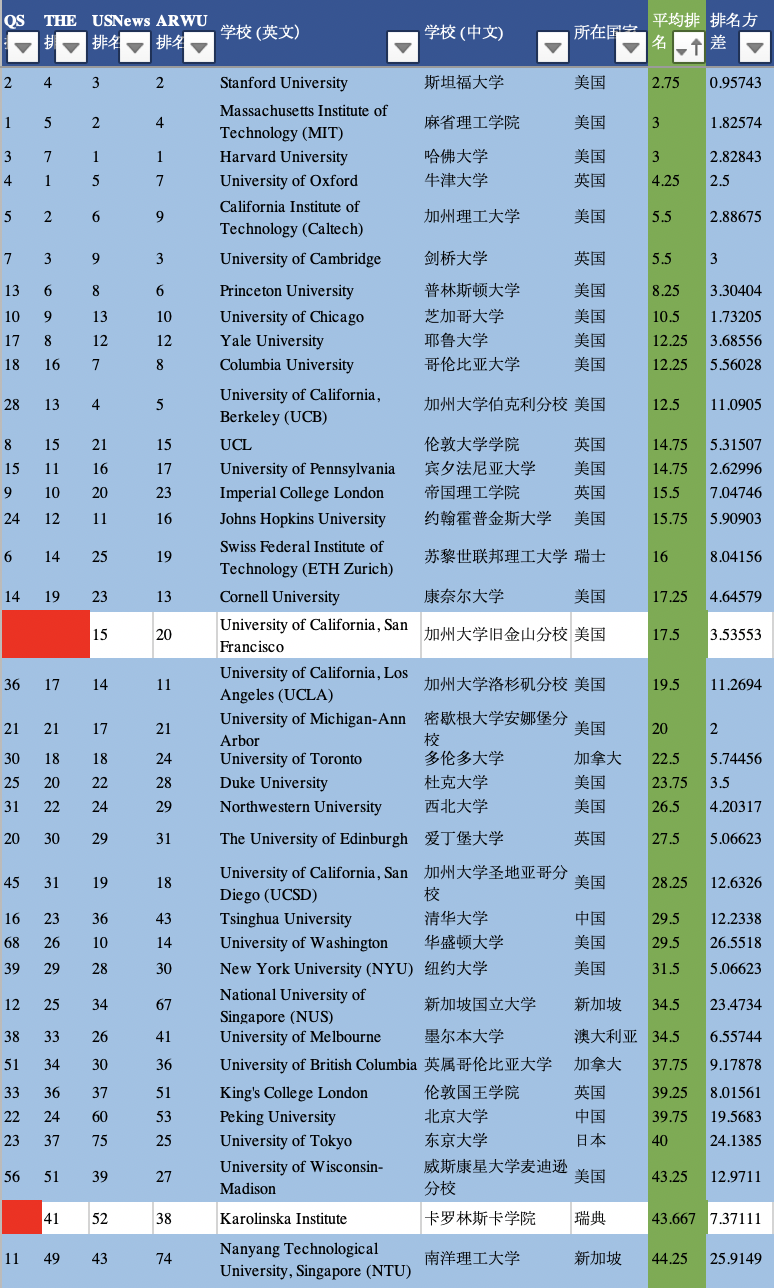 QS THE USNews ARWU 学校 (英文) 学校 (中文) 所在国家 平均排名 排名方差
排名 排名
2 4 3 2 Stanford University 斯坦福大学 美国 2.75 0.95743
1 5 2 4 Massachusetts Institute of Technology (MIT) 麻省理工学院 美国 3 1.82574
3 7 1 1 Harvard University 哈佛大学 美国 3 2.82843
4 1 5 7 University of Oxford 牛津大学 英国 4.25 2.5
5 2 6 9 California Institute of Technology (Caltech) 加州理工大学 美国 5.5 2.88675
7 3 9 3 University of Cambridge 剑桥大学 英国 5.5 3
13 6 8 6 Princeton University 普林斯顿大学 美国 8.25 3.30404
10 9 13 10 University of Chicago 芝加哥大学 美国 10.5 1.73205
17 8 12 12 Yale University 耶鲁大学 美国 12.25 3.68556
18 16 7 8 Columbia University 哥伦比亚大学 美国 12.25 5.56028
28 13 4 5 University of California, Berkeley (UCB) 加州大学伯克利分校 美国 12.5 11.0905
8 15 21 15 UCL 伦敦大学学院 英国 14.75 5.31507
15 11 16 17 University of Pennsylvania 宾夕法尼亚大学 美国 14.75 2.62996
9 10 20 23 Imperial College London 帝国理工学院 英国 15.5 7.04746
24 12 11 16 Johns Hopkins University 约翰霍普金斯大学 美国 15.75 5.90903
6 14 25 19 Swiss Federal Institute of Technology (ETH Zurich) 苏黎世联邦理工大学 瑞士 16 8.04156
14 19 23 13 Cornell University 康奈尔大学 美国 17.25 4.64579
15 20 University of California, San Francisco 加州大学旧金山分校 美国 17.5 3.53553
36 17 14 11 University of California, Los Angeles (UCLA) 加州大学洛杉矶分校 美国 19.5 11.2694
21 21 17 21 University of Michigan-Ann Arbor 密歇根大学安娜堡分校 美国 20 2
30 18 18 24 University of Toronto 多伦多大学 加拿大 22.5 5.74456
25 20 22 28 Duke University 杜克大学 美国 23.75 3.5
31 22 24 29 Northwestern University 西北大学 美国 26.5 4.20317
20 30 29 31 The University of Edinburgh 爱丁堡大学 英国 27.5 5.06623
45 31 19 18 University of California, San Diego (UCSD) 加州大学圣地亚哥分校 美国 28.25 12.6326
16 23 36 43 Tsinghua University 清华大学 中国 29.5 12.2338
68 26 10 14 University of Washington 华盛顿大学 美国 29.5 26.5518
39 29 28 30 New York University (NYU) 纽约大学 美国 31.5 5.06623
12 25 34 67 National University of Singapore (NUS) 新加坡国立大学 新加坡 34.5 23.4734
38 33 26 41 University of Melbourne 墨尔本大学 澳大利亚 34.5 6.55744
51 34 30 36 University of British Columbia 英属哥伦比亚大学 加拿大 37.75 9.17878
33 36 37 51 King's College London 伦敦国王学院 英国 39.25 8.01561
22 24 60 53 Peking University 北京大学 中国 39.75 19.5683
23 37 75 25 University of Tokyo 东京大学 日本 40 24.1385
56 51 39 27 University of Wisconsin-Madison 威斯康星大学麦迪逊分校 美国 43.25 12.9711
41 52 38 Karolinska Institute 卡罗林斯卡学院 瑞典 43.667 7.37111
11 49 43 74 Nanyang Technological University, Singapore (NTU) 南洋理工大学 新加坡 44.25 25.9149